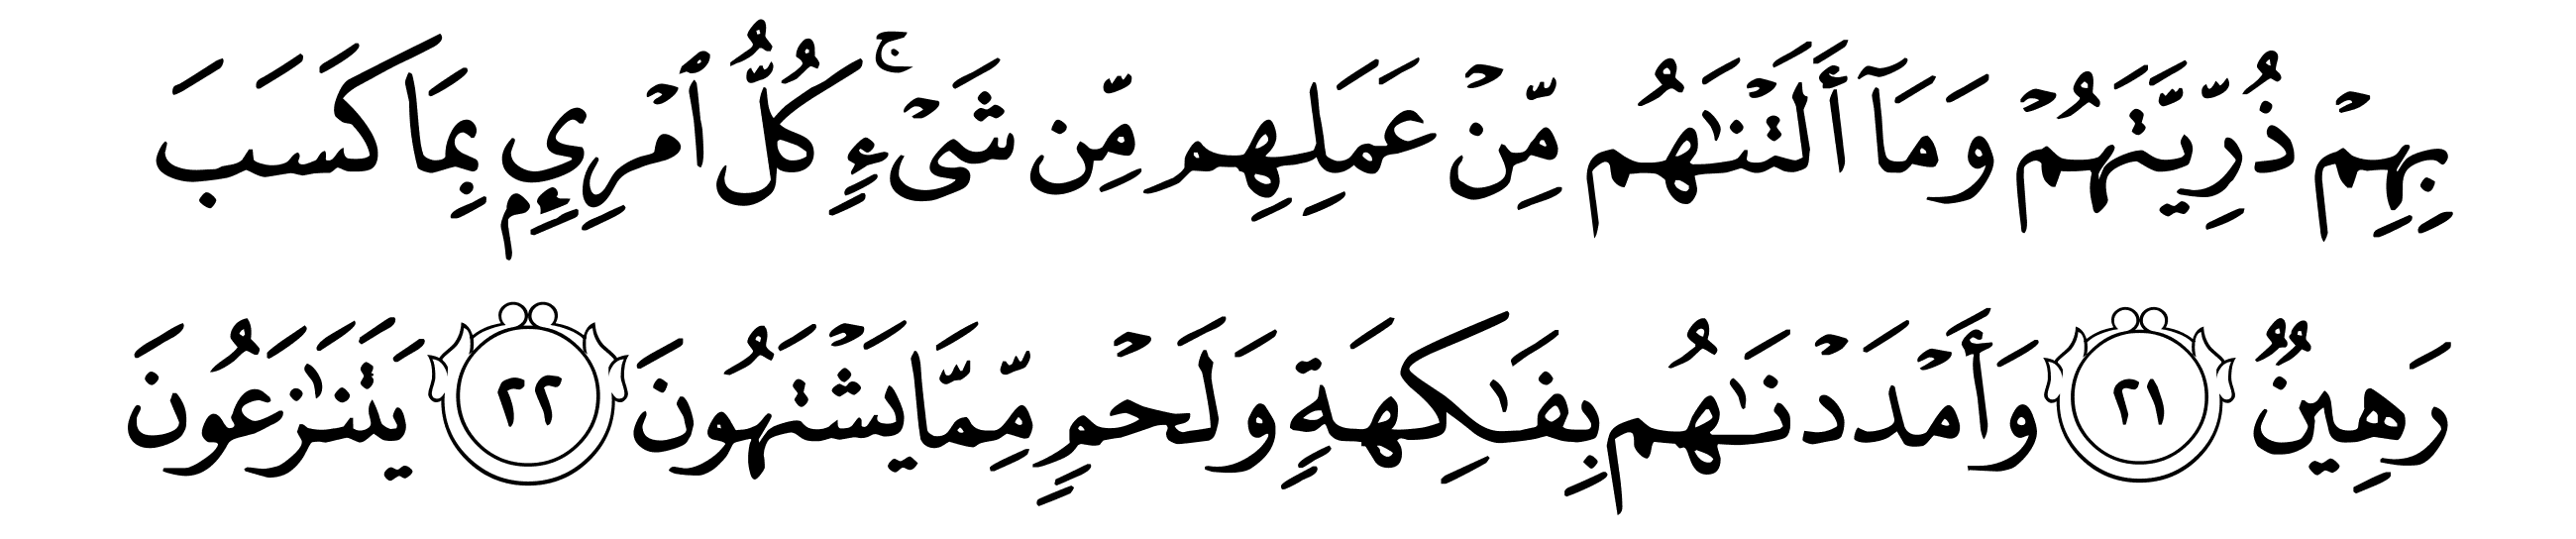 بِهِمۡ ذُرِّيَّتَهُمۡ وَمَآ أَلَتۡنَٰهُم مِّنۡ عَمَلِهِم مِّن شَيۡءٖۚ كُلُّ ٱمۡرِيِٕۭ بِمَا كَسَبَ
رَهِينٞ ٢١ وَأَمۡدَدۡنَٰهُم بِفَٰكِهَةٖ وَلَحۡمٖ مِّمَّا يَشۡتَهُونَ ٢٢ يَتَنَٰزَعُونَ